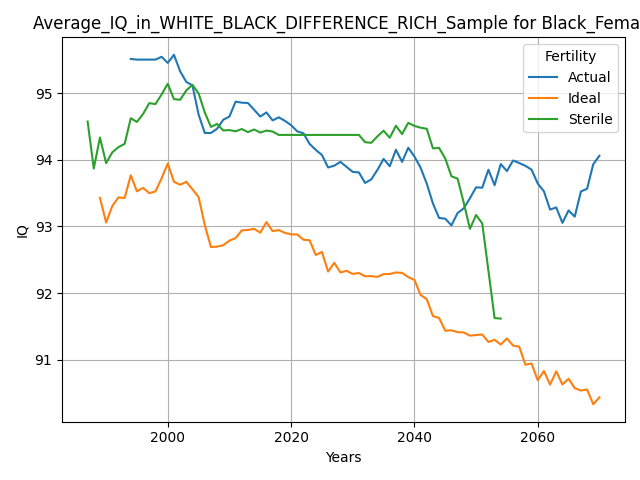 Average_IQ_in_WHITE_BLACK_DIFFERENCE_RICH_Sample for Black_Fema
Fertility
Actual
Ideal
Sterile
95
94
93
92
91
IQ
2000 2020 2040 2060
Years